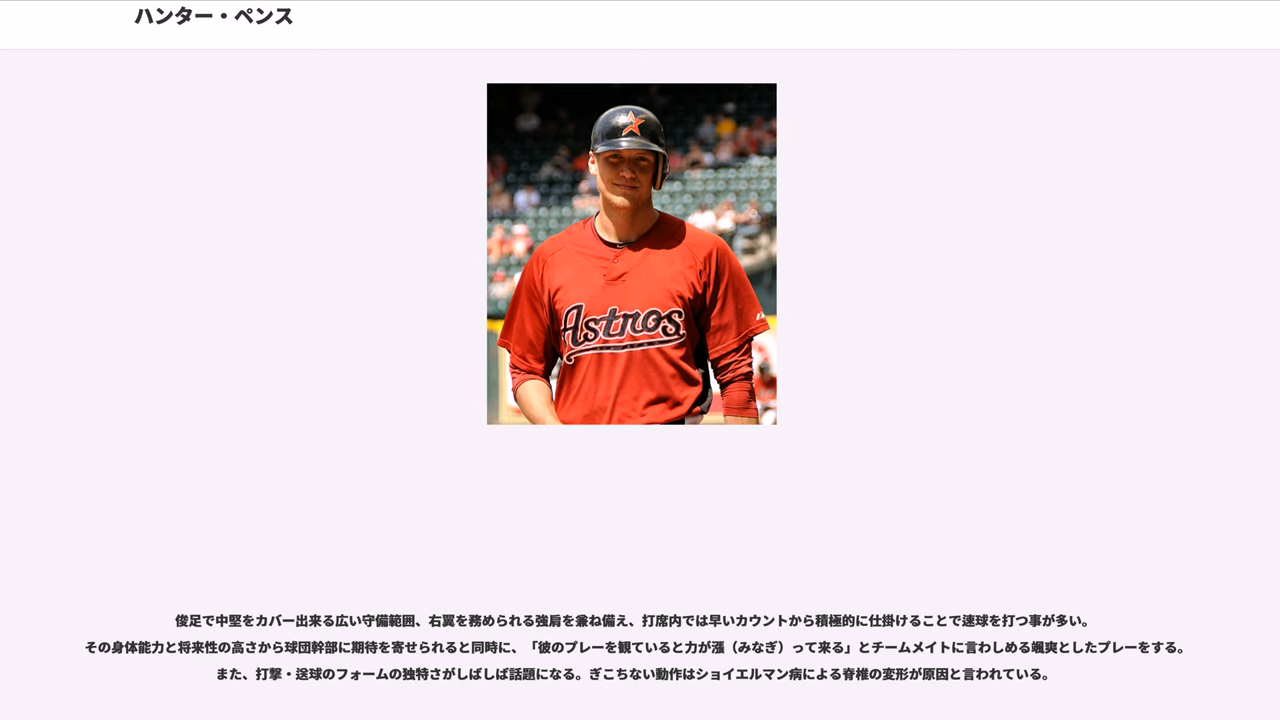 ハンター・ペンス
Astros
俊足で中堅をカバー出来る広い守備範囲、右翼を務められる強肩を兼ね備え、打席内では早いカウントから積極的に仕掛けることで速球を打つ事が多い。
その身体能力と将来性の高さから球団幹部に期待を寄せられると同時に、「彼のプレーを観ていると力が漲（みなぎ）って来る」とチームメイトに言わしめる颯爽としたプレーをする。
また、打撃・送球のフォームの独特さがしばしば話題になる。ぎこちない動作はショイエルマン病による脊椎の変形が原因と言われている。